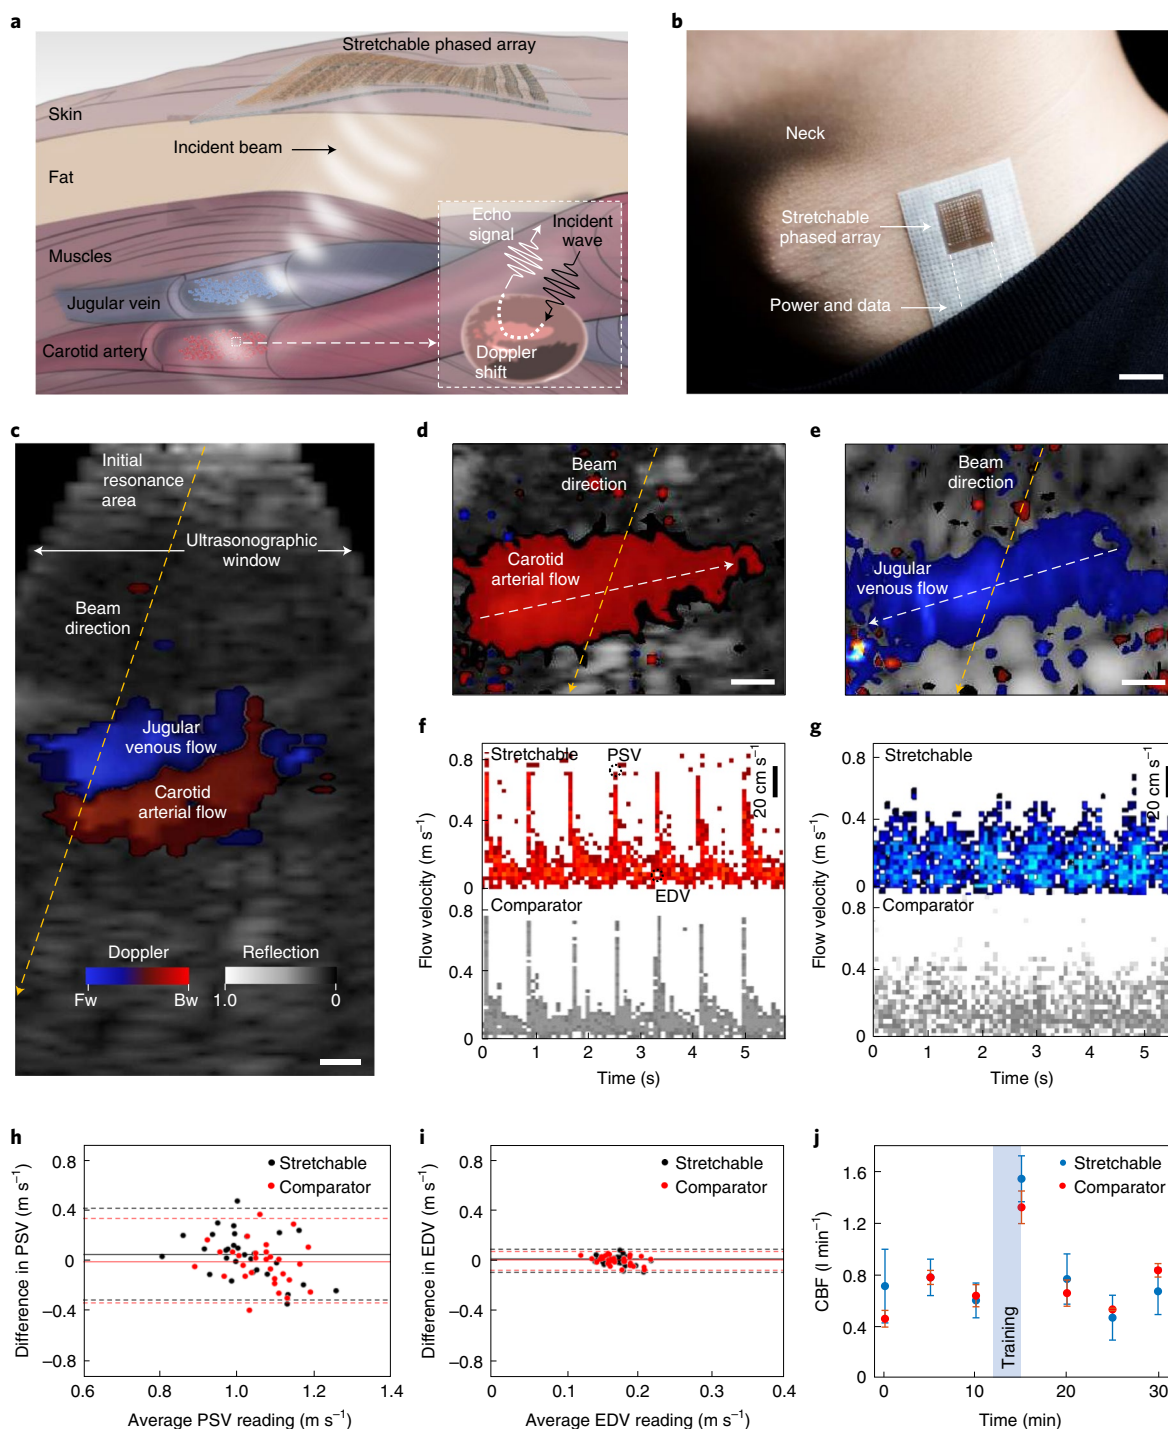 a
Stretchable phased array
Skin
Incident beam
Fat
Echo
signal
Incident
wave
Muscles
Jugular vein
Carotid artery
Doppler
shift
b
Neck
Stretchable
phased array
Power and data
c
Initial
resonance
area
Ultrasonographic
window
Beam
direction
Jugular
venous flow
Carotid
arterial flow
Doppler
Reflection
Fw
Bw
1.0
0
d
Beam
direction
Carotid
arterial flow
e
Beam
direction
Jugular
venous flow
f
0.8
Stretchable
PSV
20 cm s⁻¹
0.4
0
EDV
0.8
Comparator
0.4
0
Flow velocity (m s⁻¹)
0 1 2 3 4 5
Time (s)
g
0.8
Stretchable
20 cm s⁻¹
0.4
0
0.8
Comparator
0.4
0
Flow velocity (m s⁻¹)
0 1 2 3 4 5
Time (s)
h
0.8
Stretchable
Comparator
0.4
0
−0.4
−0.8
Difference in PSV (m s⁻¹)
0.6 0.8 1.0 1.2 1.4
Average PSV reading (m s⁻¹)
i
0.8
Stretchable
Comparator
0.4
0
−0.4
−0.8
Difference in EDV (m s⁻¹)
0 0.1 0.2 0.3 0.4
Average EDV reading (m s⁻¹)
j
1.6
Stretchable
Comparator
1.2
0.8
0.4
0
CBF (l min⁻¹)
Training
0 10 20 30
Time (min)